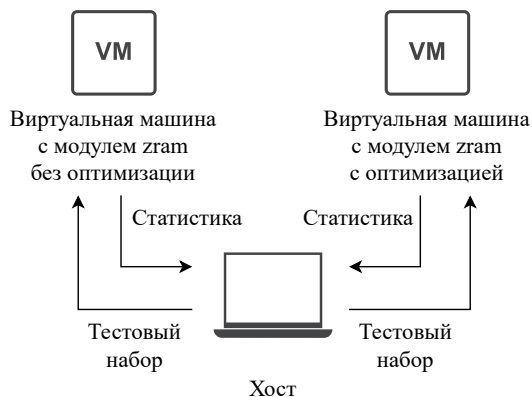 VM
VM
Виртуальная машина
с модулем zram
без оптимизации
Виртуальная машина
с модулем zram
с оптимизацией
Статистика
Статистика
Тестовый
набор
Тестовый
набор
Хост